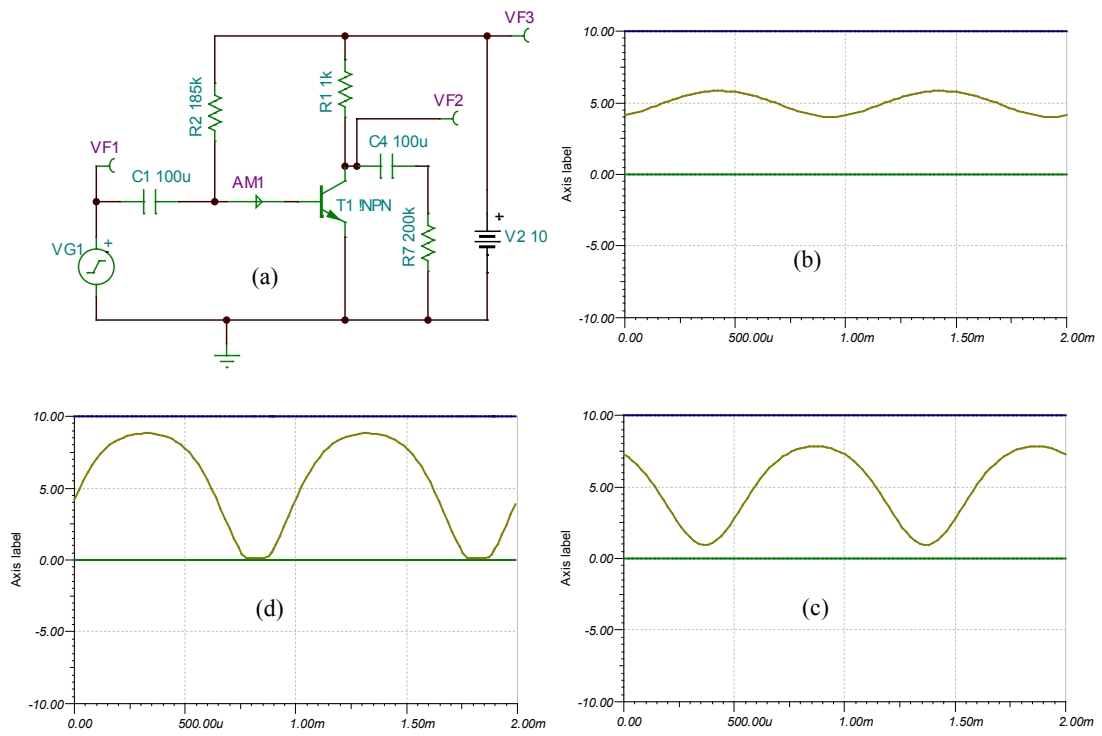 VF3
R2 185k
R1 1k
VF2
VF1
C1 100u
C4 100u
AM1
T1 !NPN
VG1
+
R7 200k
+
V2 10
(a)
10.00
5.00
0.00
-5.00
-10.00
Axis label
(b)
0.00
500.00u
1.00m
1.50m
2.00m
10.00
5.00
0.00
-5.00
-10.00
Axis label
(d)
0.00
500.00u
1.00m
1.50m
2.00m
10.00
5.00
0.00
-5.00
-10.00
Axis label
(c)
0.00
500.00u
1.00m
1.50m
2.00m